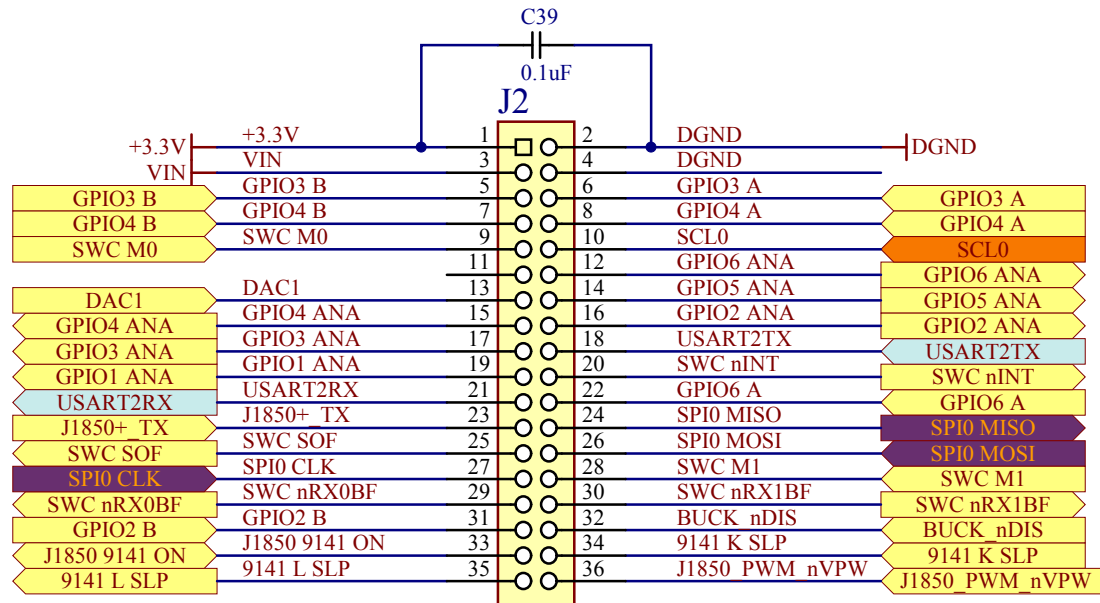 C39
0.1uF
J2
+3.3V +3.3V 1 2 DGND DGND
VIN VIN 3 4 DGND
GPIO3 B GPIO3 B 5 6 GPIO3 A GPIO3 A
GPIO4 B GPIO4 B 7 8 GPIO4 A GPIO4 A
SWC M0 SWC M0 9 10 SCL0 SCL0
11 12 GPIO6 ANA GPIO6 ANA
DAC1 DAC1 13 14 GPIO5 ANA GPIO5 ANA
GPIO4 ANA GPIO4 ANA 15 16 GPIO2 ANA GPIO2 ANA
GPIO3 ANA GPIO3 ANA 17 18 USART2TX USART2TX
GPIO1 ANA GPIO1 ANA 19 20 SWC nINT SWC nINT
USART2RX USART2RX 21 22 GPIO6 A GPIO6 A
J1850+_TX J1850+_TX 23 24 SPI0 MISO SPI0 MISO
SWC SOF SWC SOF 25 26 SPI0 MOSI SPI0 MOSI
SPI0 CLK SPI0 CLK 27 28 SWC M1 SWC M1
SWC nRX0BF SWC nRX0BF 29 30 SWC nRX1BF SWC nRX1BF
GPIO2 B GPIO2 B 31 32 BUCK_nDIS BUCK_nDIS
J1850 9141 ON J1850 9141 ON 33 34 9141 K SLP 9141 K SLP
9141 L SLP 9141 L SLP 35 36 J1850_PWM_nVPW J1850_PWM_nVPW